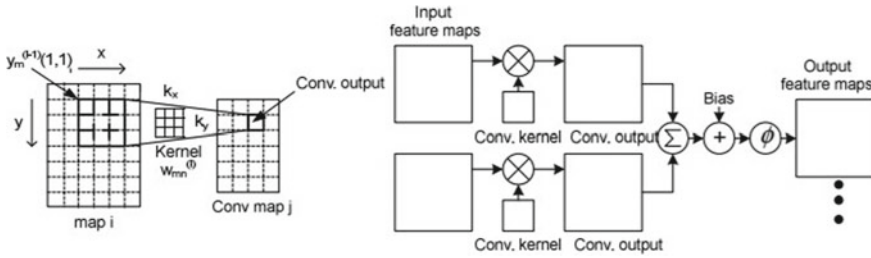 x
y_m^(l-1)(1,1)
y
k_x
k_y
Kernel
w_mn^(l)
Conv. output
map i
Conv map j
Input
feature maps
Conv. kernel
Conv. output
Conv. kernel
Conv. output
Σ
Bias
+
ϕ
Output
feature maps